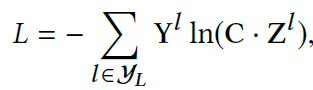 L = − ∑_{l∈𝒴_L} Y^l ln(C · Z^l),